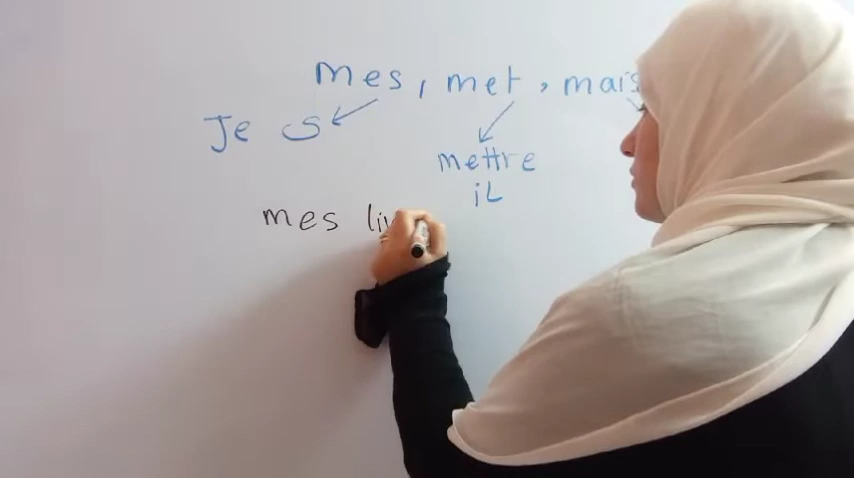 mes, met, mais
Je ى
mettre
iL
mes liv